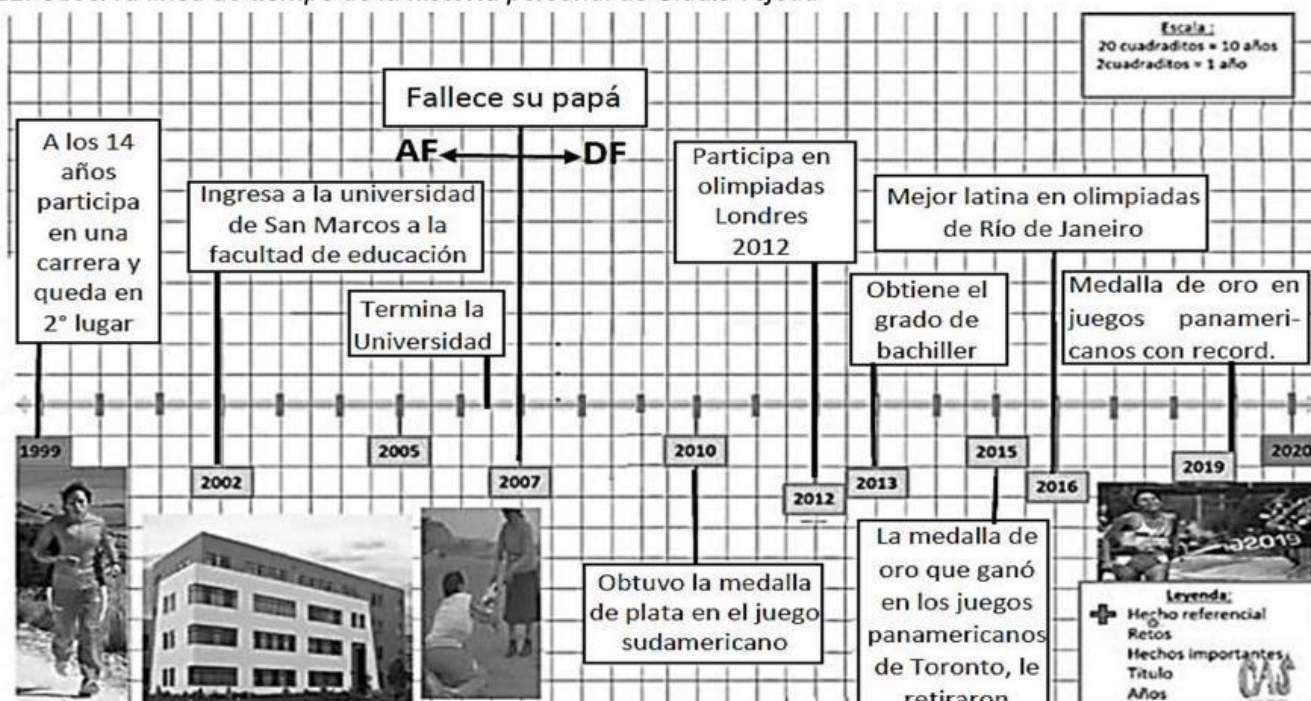 Escala :
20 cuadraditos = 10 años
2cuadraditos = 1 año
Fallece su papá
AF
DF
A los 14
años
participa
en una
carrera y
queda en
2° lugar
Ingresa a la universidad
de San Marcos a la
facultad de educación
Termina la
Universidad
Participa en
olimpiadas
Londres
2012
Mejor latina en olimpiadas
de Río de Janeiro
Obtiene el
grado de
bachiller
Medalla de oro en
juegos panameri-
canos con record.
1999
2002
2005
2007
2010
2012
2013
2015
2016
2019
2020
Obtuvo la medalla
de plata en el juego
sudamericano
La medalla de
oro que ganó
en los juegos
panamericanos
de Toronto, le
retiraron
2019
Leyenda:
Hecho referencial
Retos
Hechos importantes
Título
Años
CAS